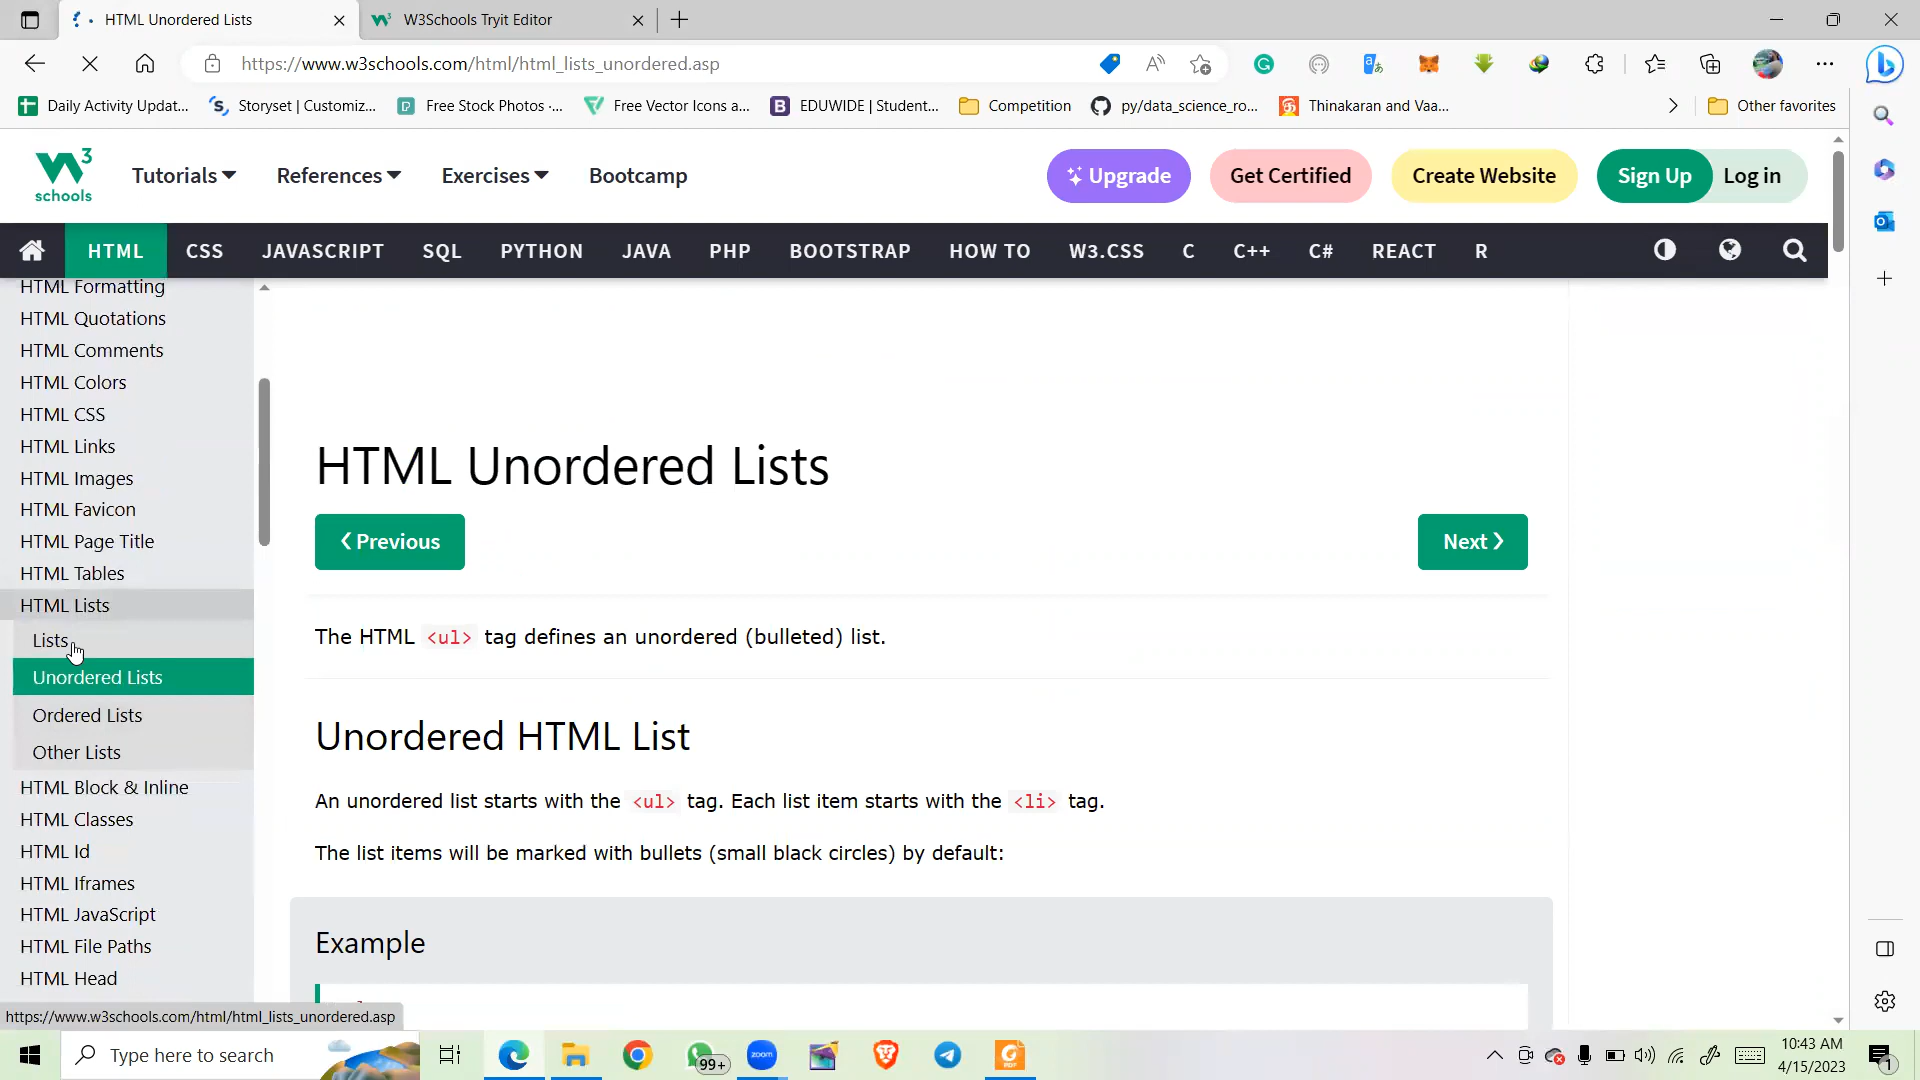 HTML Unordered Lists
W3Schools Tryit Editor
https://www.w3schools.com/html/html_lists_unordered.asp
Daily Activity Updat...
Storyset | Customiz...
Free Stock Photos ·...
Free Vector Icons a...
EDUWIDE | Student...
Competition
py/data_science_ro...
Thinakaran and Vaa...
Other favorites
W3 schools
Tutorials
References
Exercises
Bootcamp
Upgrade
Get Certified
Create Website
Sign Up
Log in
HTML
CSS
JAVASCRIPT
SQL
PYTHON
JAVA
PHP
BOOTSTRAP
HOW TO
W3.CSS
C
C++
C#
REACT
R
HTML Formatting
HTML Quotations
HTML Comments
HTML Colors
HTML CSS
HTML Links
HTML Images
HTML Favicon
HTML Page Title
HTML Tables
HTML Lists
Lists
Unordered Lists
Ordered Lists
Other Lists
HTML Block & Inline
HTML Classes
HTML Id
HTML Iframes
HTML JavaScript
HTML File Paths
HTML Head
https://www.w3schools.com/html/html_lists_unordered.asp
HTML Unordered Lists
❮ Previous
Next ❯
The HTML <ul> tag defines an unordered (bulleted) list.
Unordered HTML List
An unordered list starts with the <ul> tag. Each list item starts with the <li> tag.
The list items will be marked with bullets (small black circles) by default:
Example
Type here to search
99+
zoom
10:43 AM
4/15/2023
1